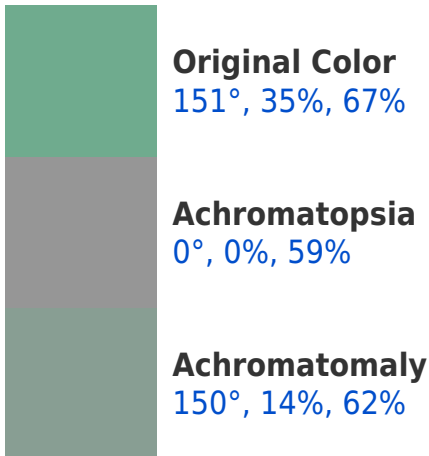 Original Color
151°, 35%, 67%
Achromatopsia
0°, 0%, 59%
Achromatomaly
150°, 14%, 62%